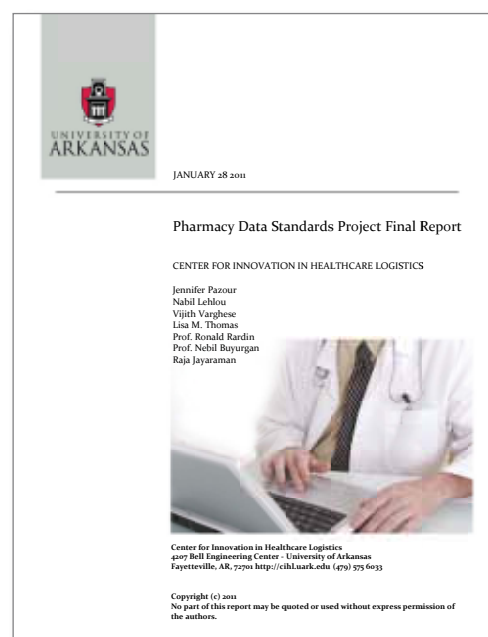 UNIVERSITY OF
ARKANSAS
JANUARY 28 2011
Pharmacy Data Standards Project Final Report
CENTER FOR INNOVATION IN HEALTHCARE LOGISTICS
Jennifer Pazour
Nabil Lehlou
Vijith Varghese
Lisa M. Thomas
Prof. Ronald Rardin
Prof. Nebil Buyurgan
Raja Jayaraman
Center for Innovation in Healthcare Logistics
4207 Bell Engineering Center - University of Arkansas
Fayetteville, AR, 72701 http://cihl.uark.edu (479) 575 6033
Copyright (c) 2011
No part of this report may be quoted or used without express permission of
the authors.